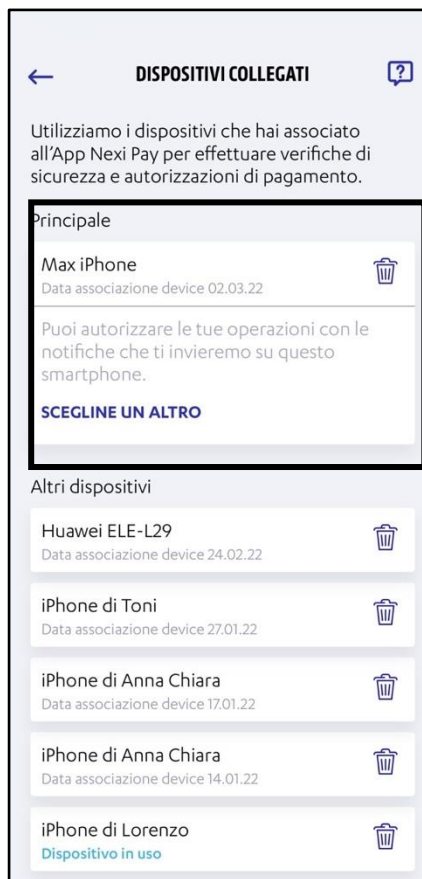 DISPOSITIVI COLLEGATI
Utilizziamo i dispositivi che hai associato
all'App Nexi Pay per effettuare verifiche di
sicurezza e autorizzazioni di pagamento.
Principale
Max iPhone
Data associazione device 02.03.22
Puoi autorizzare le tue operazioni con le
notifiche che ti invieremo su questo
smartphone.
SCEGLINE UN ALTRO
Altri dispositivi
Huawei ELE-L29
Data associazione device 24.02.22
iPhone di Toni
Data associazione device 27.01.22
iPhone di Anna Chiara
Data associazione device 17.01.22
iPhone di Anna Chiara
Data associazione device 14.01.22
iPhone di Lorenzo
Dispositivo in uso